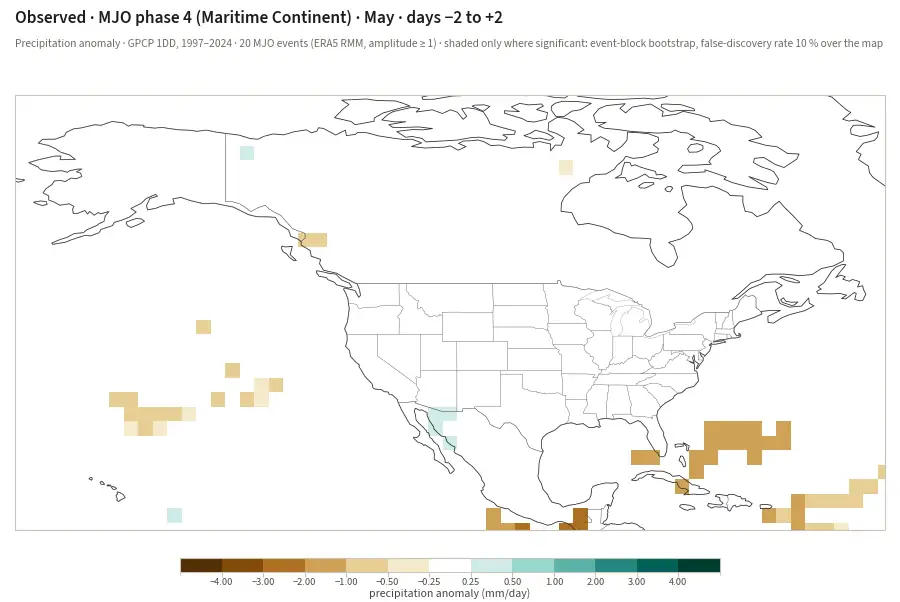 Observed · MJO phase 4 (Maritime Continent) · May · days −2 to +2
Precipitation anomaly · GPCP 1DD, 1997–2024 · 20 MJO events (ERA5 RMM, amplitude ≥ 1) · shaded only where significant: event-block bootstrap, false-discovery rate 10 % over the map
−4.00 −3.00 −2.00 −1.00 −0.50 −0.25 0.25 0.50 1.00 2.00 3.00 4.00
precipitation anomaly (mm/day)